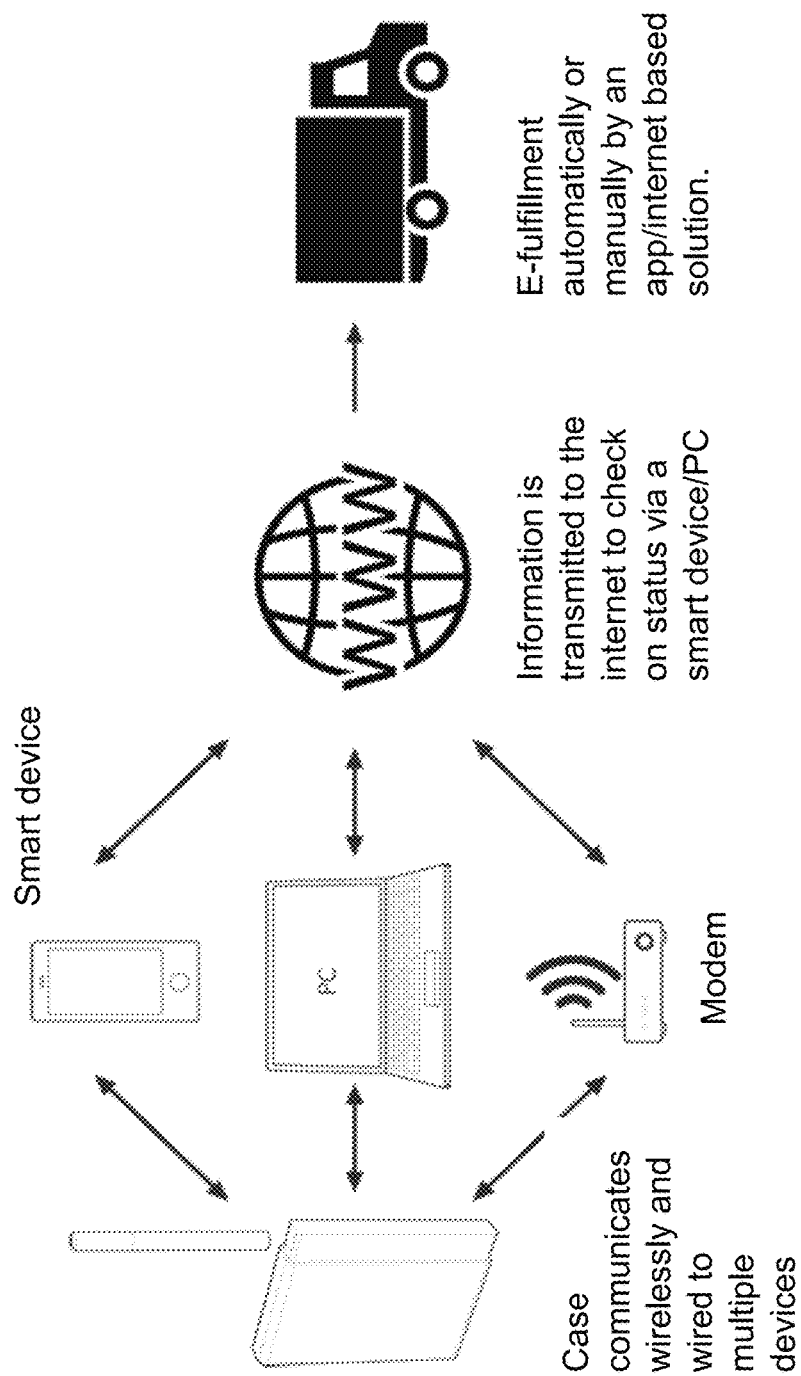 Smart device
PC
WWW
Modem
Case
communicates
wirelessly and
wired to
multiple
devices
Information is
transmitted to the
internet to check
on status via a
smart device/PC
E-fulfillment
automatically or
manually by an
app/internet based
solution.